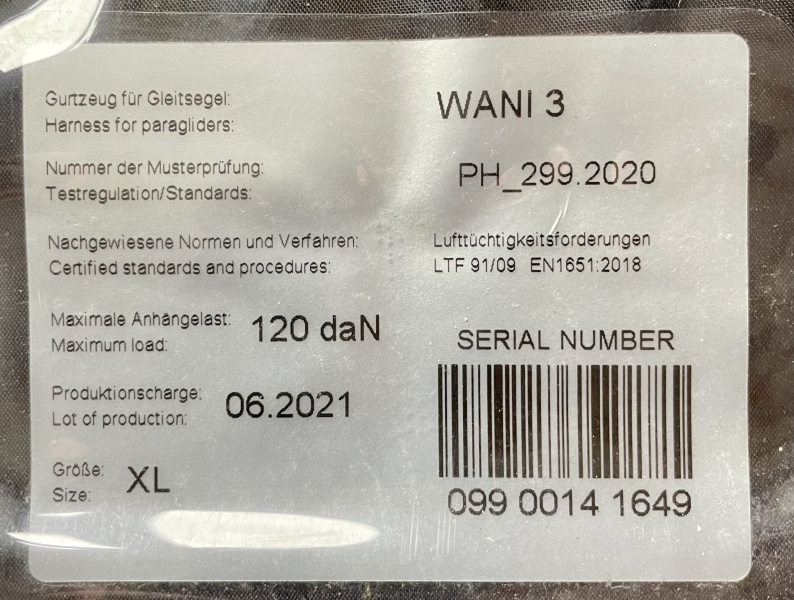 Gurtzeug für Gleitsegel:
Harness for paragliders:
WANI 3
Nummer der Musterprüfung:
Testregulation/Standards:
PH_299.2020
Nachgewiesene Normen und Verfahren:
Certified standards and procedures:
Lufttüchtigkeitsforderungen
LTF 91/09 EN1651:2018
Maximale Anhängelast:
Maximum load:
120 daN
Produktionscharge:
Lot of production:
06.2021
Größe:
Size:
XL
SERIAL NUMBER
099 0014 1649